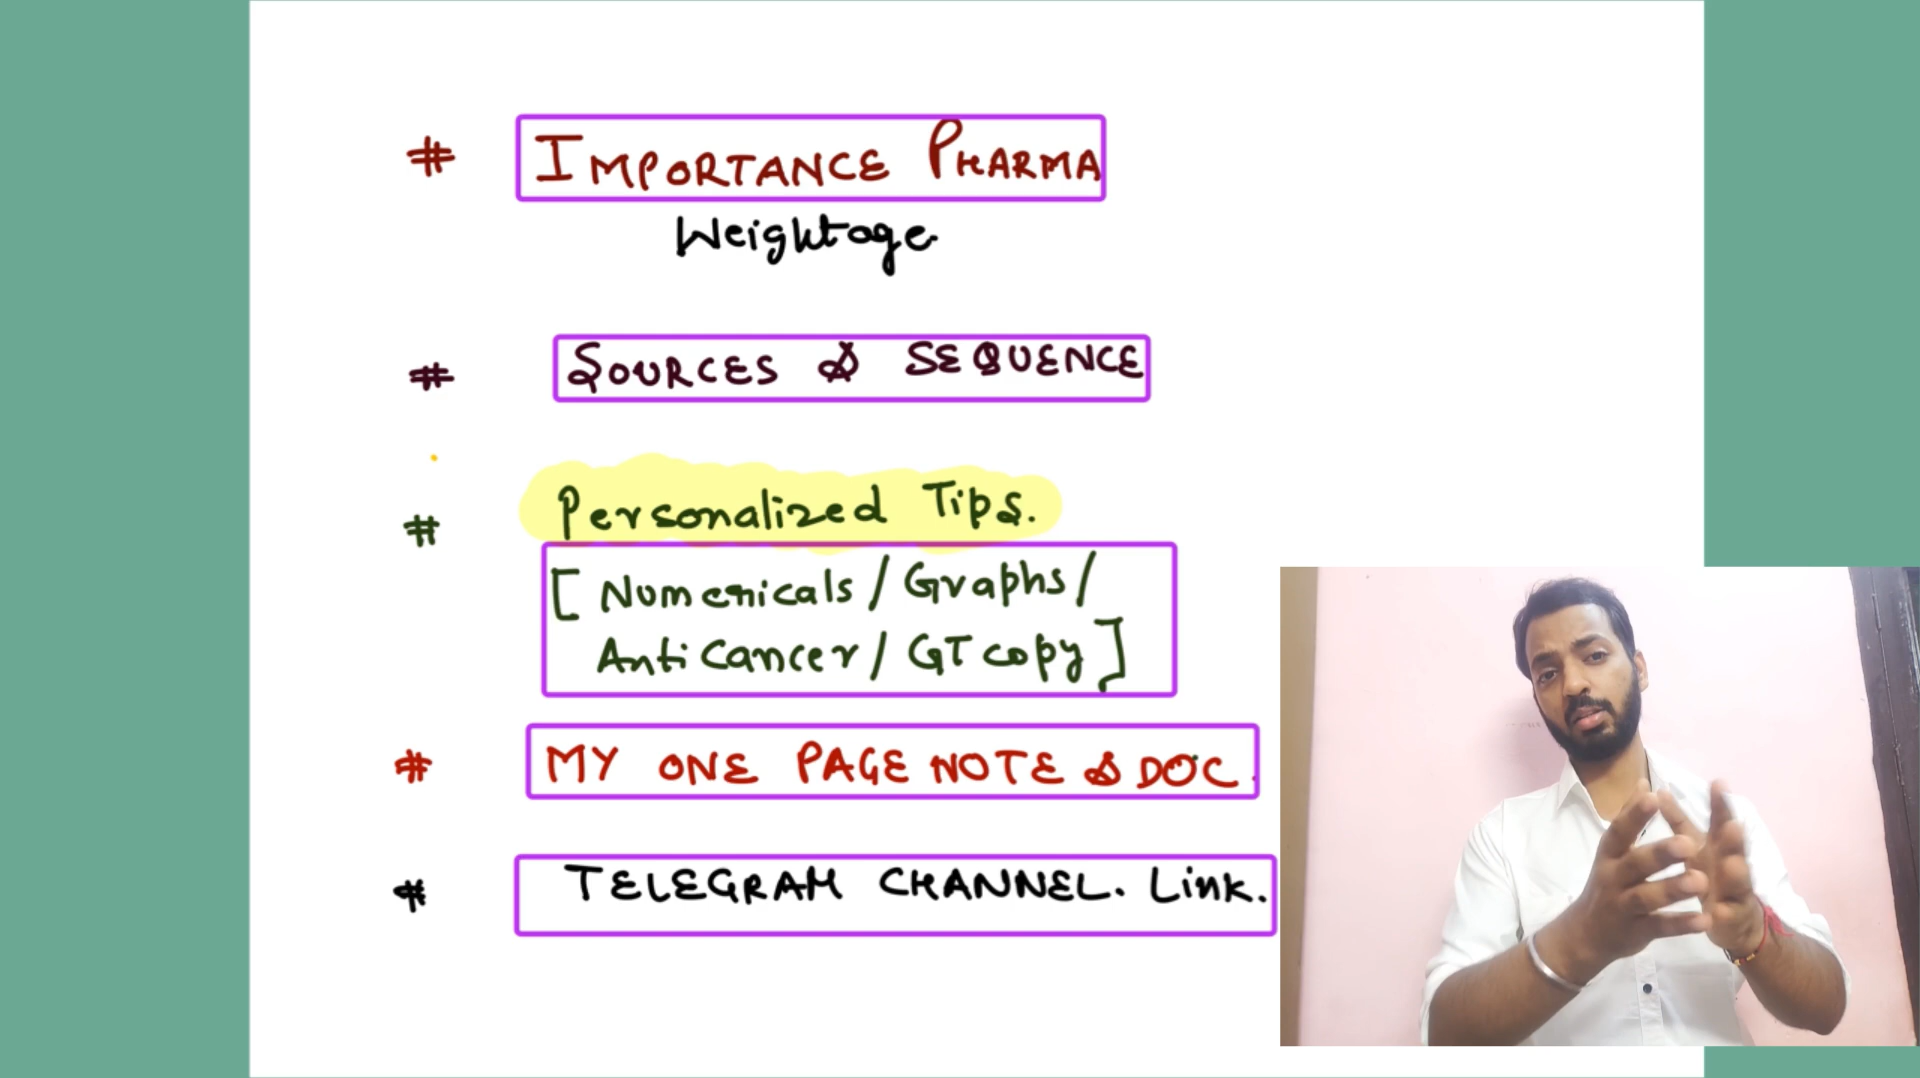 # IMPORTANCE PHARMA
Weightage
# SOURCES & SEQUENCE
# Personalized Tips.
[ Numericals / Graphs /
Anti Cancer / GT copy ]
# MY ONE PAGE NOTE & DOC.
# TELEGRAM CHANNEL. Link.